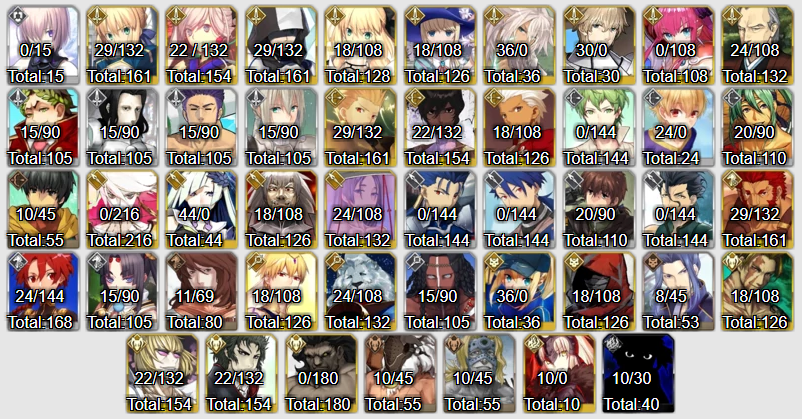 0/15 29/132 22 / 132 29/132 18/108 18/108 36/0 30/0 0/108 24/108
Total:15 Total:161 Total:154 Total:161 Total:128 Total:126 Total:36 Total:30 Total:108 Total:132
15/90 15/90 15/90 15/90 29/132 22/132 18/108 0/144 24/0 20/90
Total:105 Total:105 Total:105 Total:105 Total:161 Total:154 Total:126 Total:144 Total:24 Total:110
10/45 0/216 44/0 18/108 24/108 0/144 0/144 20/90 0/144 29/132
Total:55 Total:216 Total:44 Total:126 Total:132 Total:144 Total:144 Total:110 Total:144 Total:161
24/144 15/90 11/69 18/108 24/108 15/90 36/0 18/108 8/45 18/108
Total:168 Total:105 Total:80 Total:126 Total:132 Total:105 Total:36 Total:126 Total:53 Total:126
22/132 22/132 0/180 10/45 10/45 10/0 10/30
Total:154 Total:154 Total:180 Total:55 Total:55 Total:10 Total:40